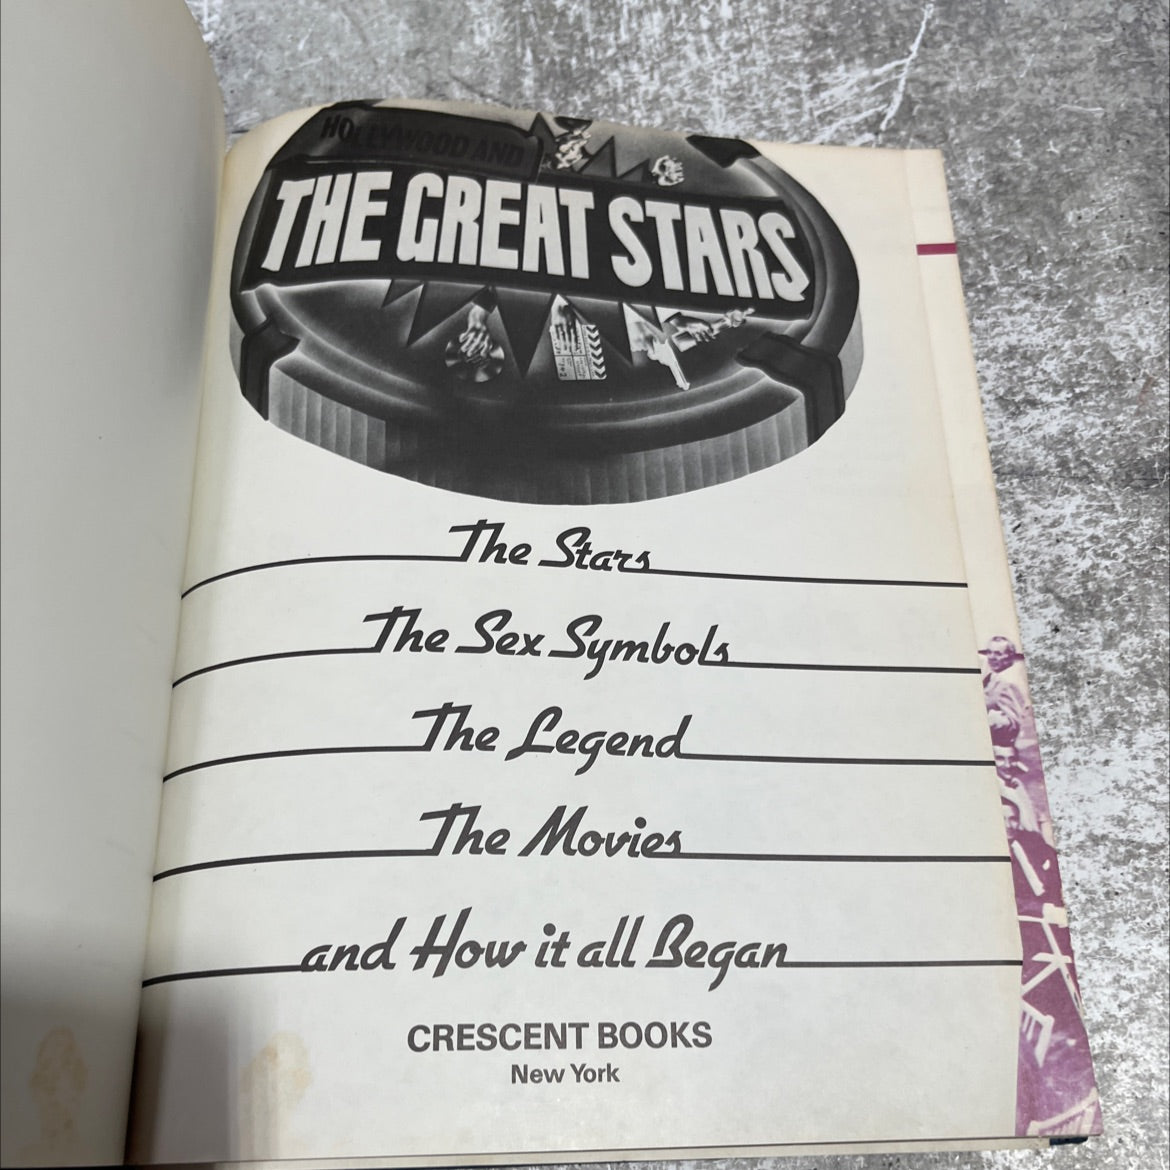 HOLLYWOOD AND
THE GREAT STARS
The Stars
The Sex Symbols
The Legend
The Movies
and How it all Began
CRESCENT BOOKS
New York